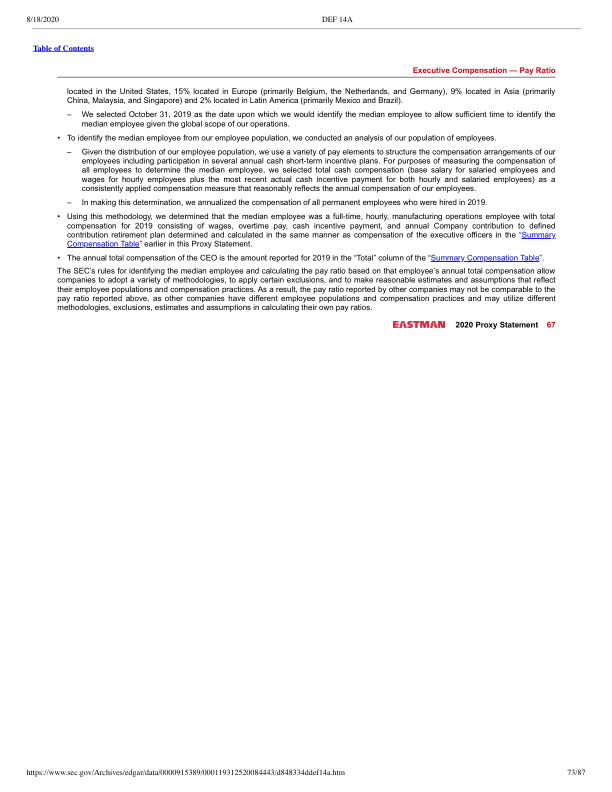 8/18/2020 DEF 14A
Table of Contents
Executive Compensation — Pay Ratio
located in the United States, 15% located in Europe (primarily Belgium, the Netherlands, and Germany), 9% located in Asia (primarily
China, Malaysia, and Singapore) and 2% located in Latin America (primarily Mexico and Brazil).
– We selected October 31, 2019 as the date upon which we would identify the median employee to allow sufficient time to identify the
median employee given the global scope of our operations.
• To identify the median employee from our employee population, we conducted an analysis of our population of employees.
– Given the distribution of our employee population, we use a variety of pay elements to structure the compensation arrangements of our
employees including participation in several annual cash short-term incentive plans. For purposes of measuring the compensation of
all employees to determine the median employee, we selected total cash compensation (base salary for salaried employees and
wages for hourly employees plus the most recent actual cash incentive payment for both hourly and salaried employees) as a
consistently applied compensation measure that reasonably reflects the annual compensation of our employees.
– In making this determination, we annualized the compensation of all permanent employees who were hired in 2019.
• Using this methodology, we determined that the median employee was a full-time, hourly, manufacturing operations employee with total
compensation for 2019 consisting of wages, overtime pay, cash incentive payment, and annual Company contribution to defined
contribution retirement plan determined and calculated in the same manner as compensation of the executive officers in the “Summary
Compensation Table” earlier in this Proxy Statement.
• The annual total compensation of the CEO is the amount reported for 2019 in the “Total” column of the “Summary Compensation Table”.
The SEC’s rules for identifying the median employee and calculating the pay ratio based on that employee’s annual total compensation allow
companies to adopt a variety of methodologies, to apply certain exclusions, and to make reasonable estimates and assumptions that reflect
their employee populations and compensation practices. As a result, the pay ratio reported by other companies may not be comparable to the
pay ratio reported above, as other companies have different employee populations and compensation practices and may utilize different
methodologies, exclusions, estimates and assumptions in calculating their own pay ratios.
EASTMAN 2020 Proxy Statement 67
https://www.sec.gov/Archives/edgar/data/0000915389/000119312520084443/d848334ddef14a.htm 73/87